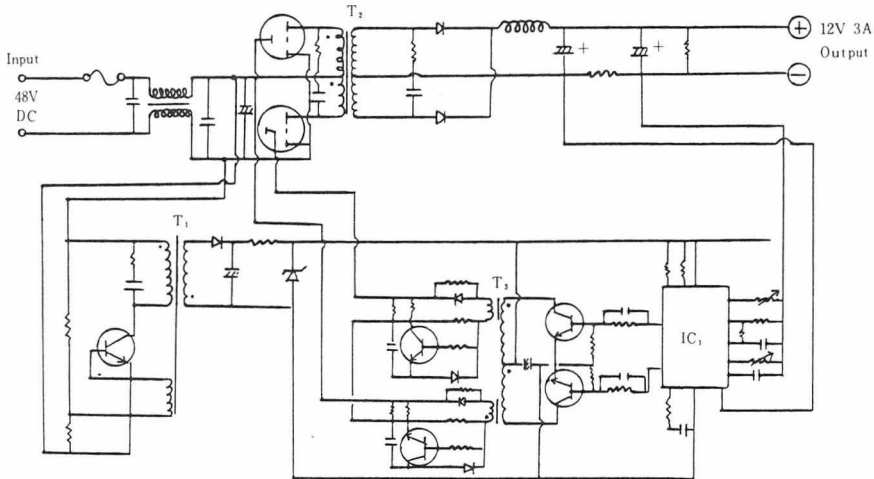 T₂
12V 3A
Output
Input
48V
DC
T₁
T₃
IC₁